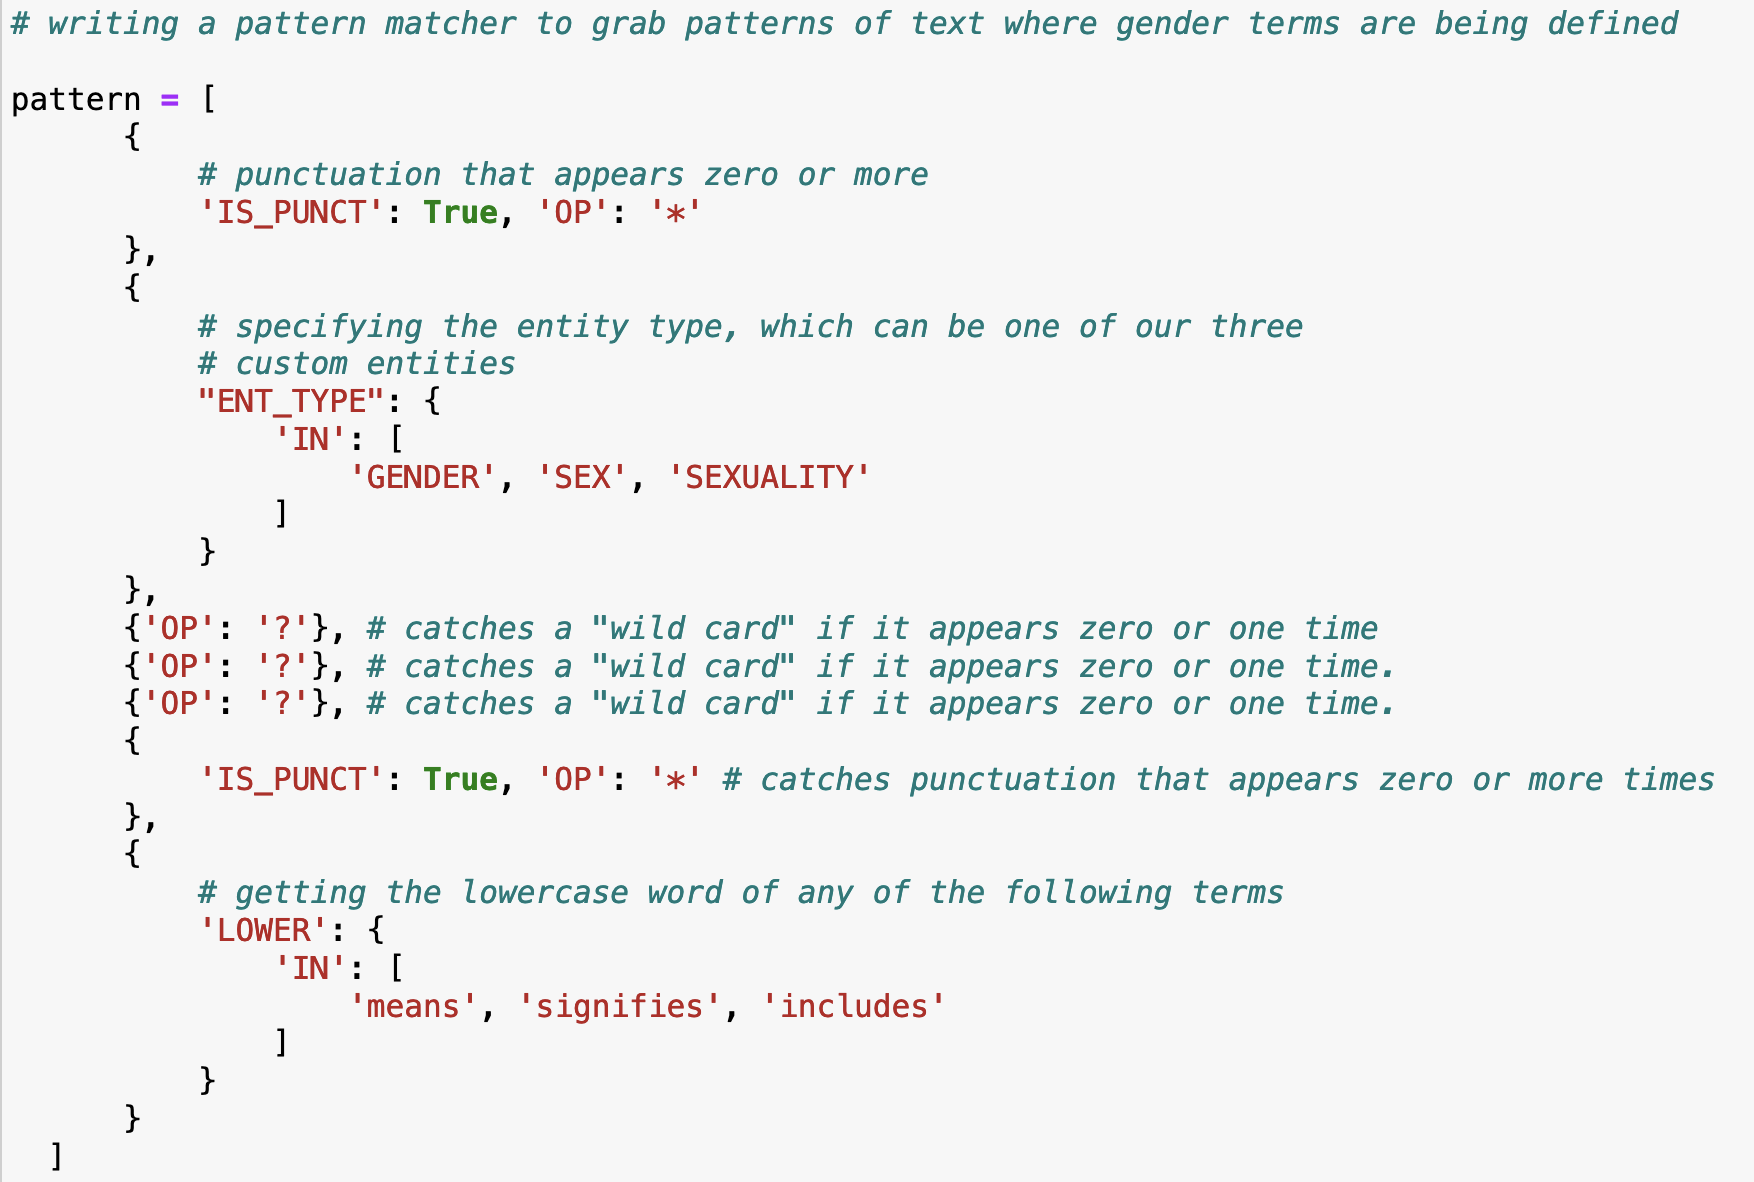 # writing a pattern matcher to grab patterns of text where gender terms are being defined
pattern = [
{
# punctuation that appears zero or more
'IS_PUNCT': True, 'OP': '*'
},
{
# specifying the entity type, which can be one of our three
# custom entities
"ENT_TYPE": {
'IN': [
'GENDER', 'SEX', 'SEXUALITY'
]
}
},
{'OP': '?'}, # catches a "wild card" if it appears zero or one time
{'OP': '?'}, # catches a "wild card" if it appears zero or one time.
{'OP': '?'}, # catches a "wild card" if it appears zero or one time.
{
'IS_PUNCT': True, 'OP': '*' # catches punctuation that appears zero or more times
},
{
# getting the lowercase word of any of the following terms
'LOWER': {
'IN': [
'means', 'signifies', 'includes'
]
}
}
]